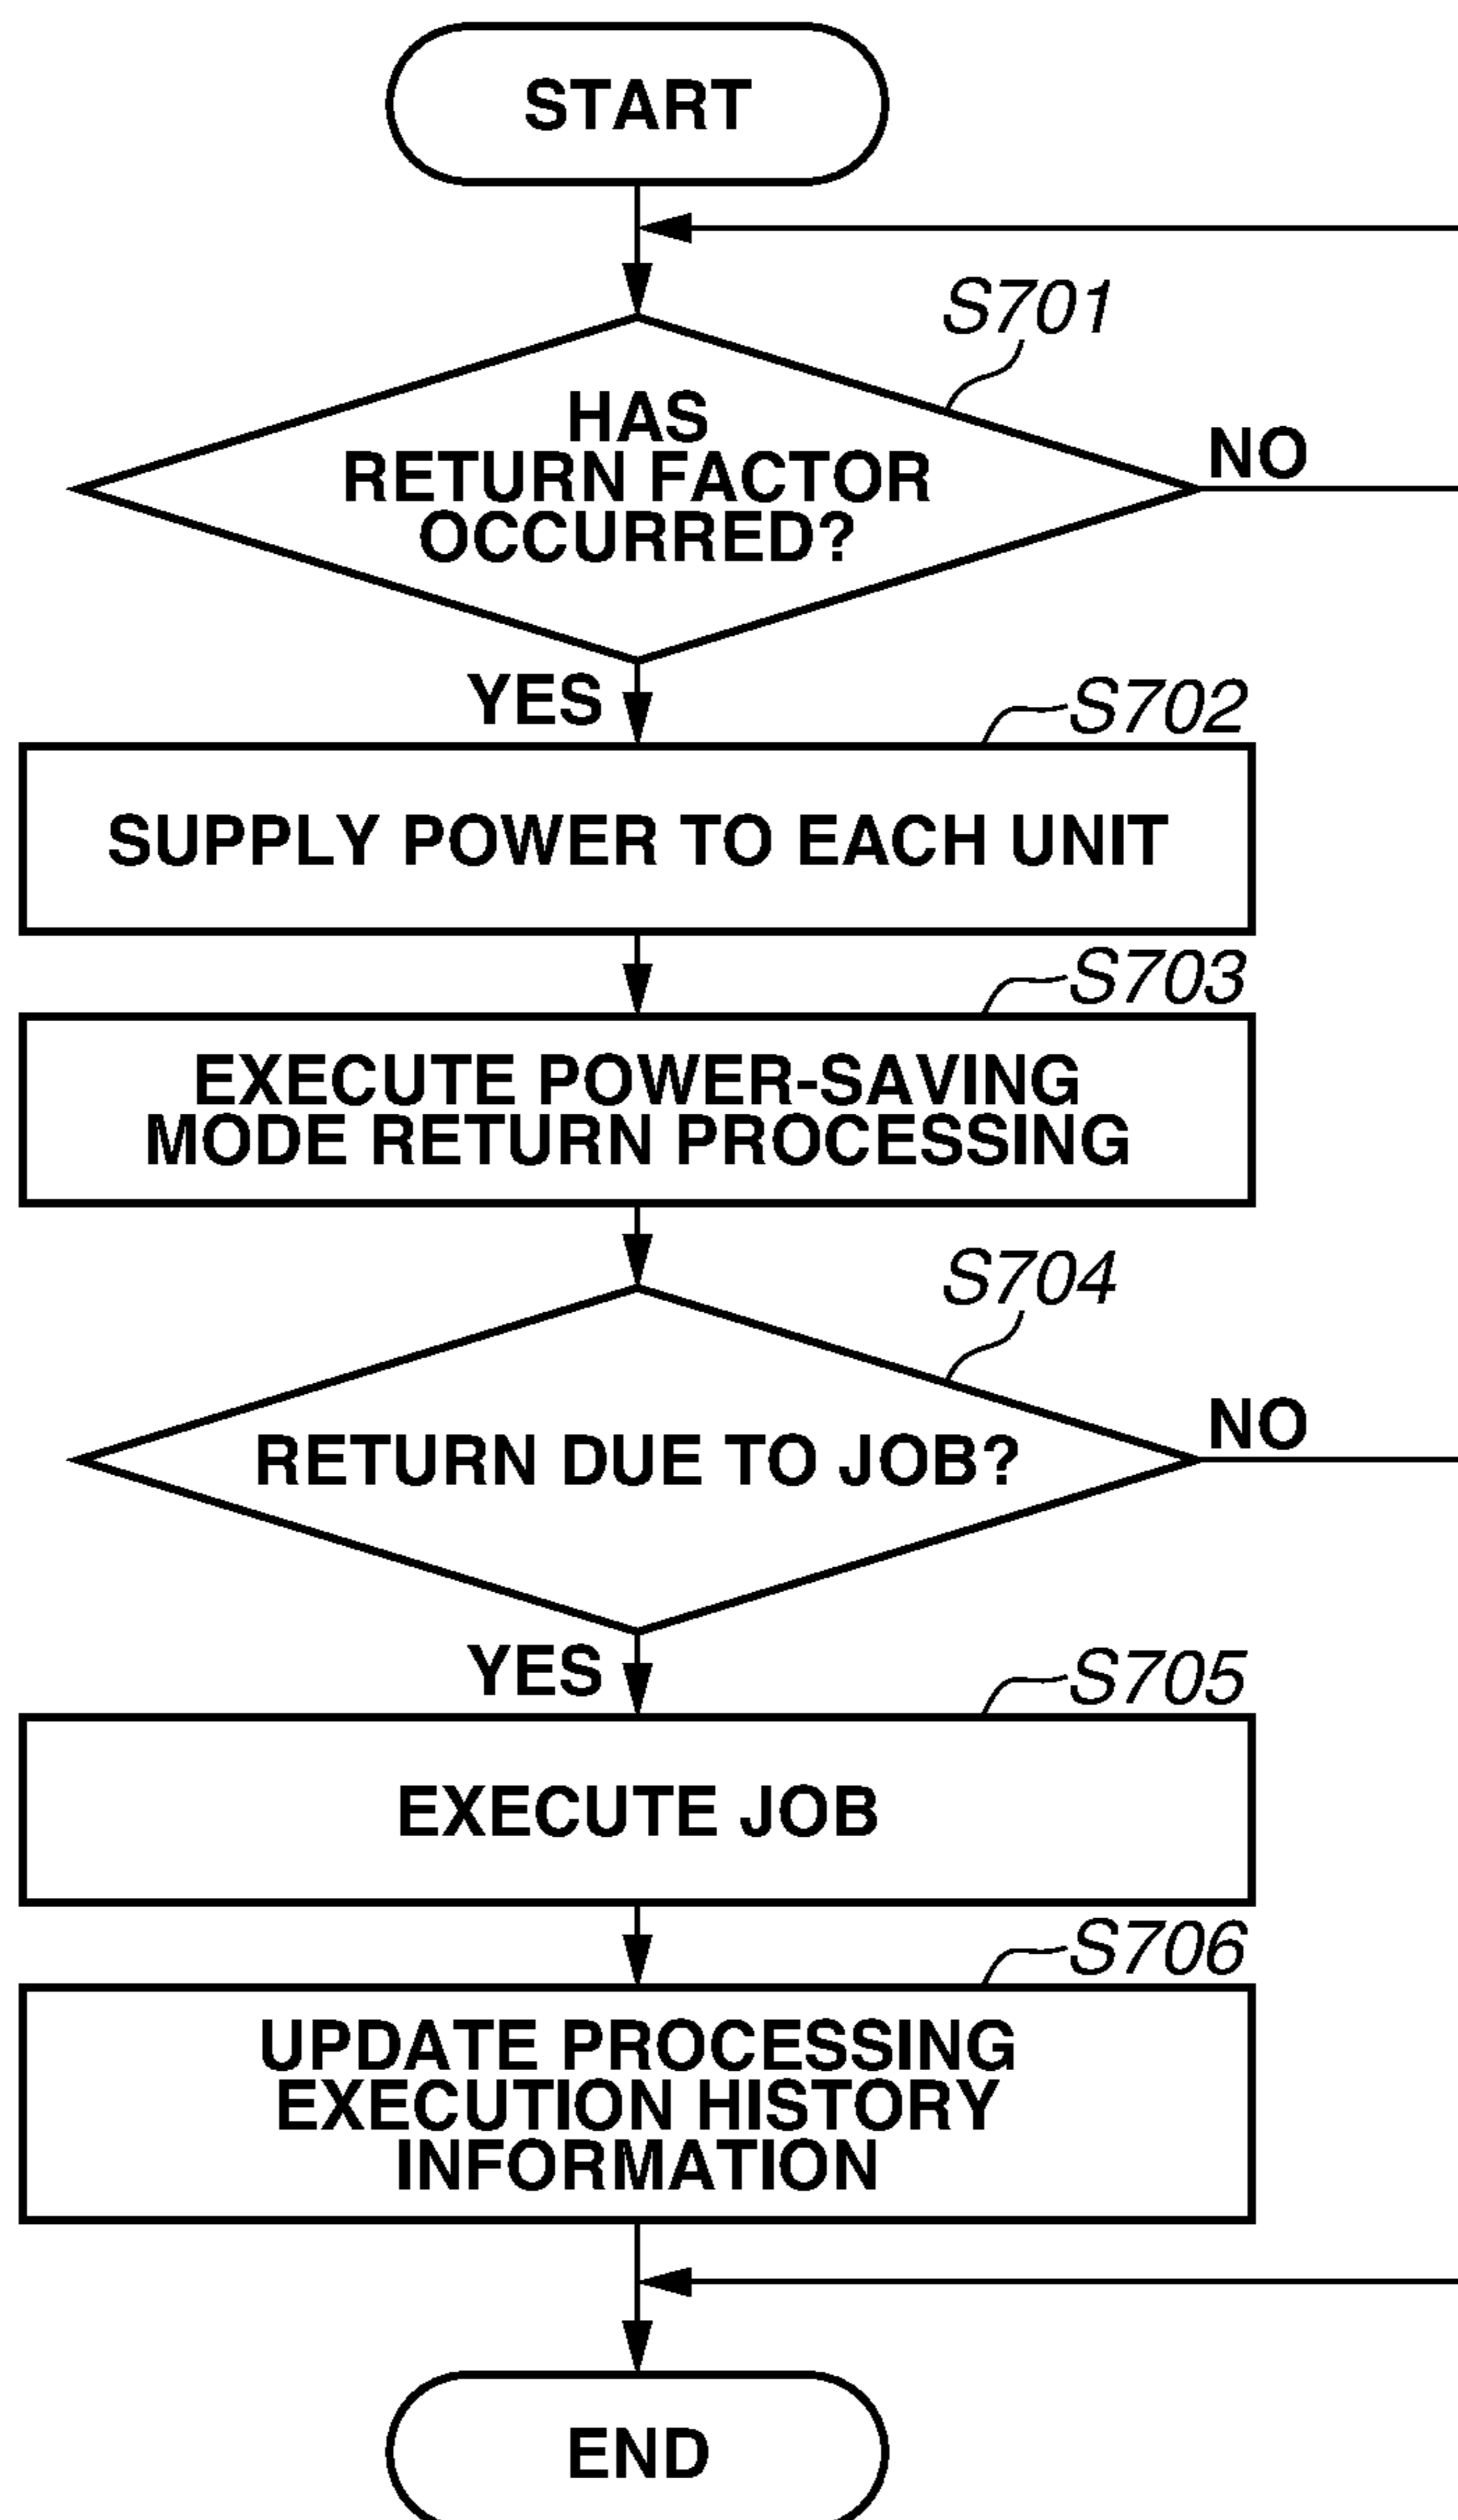 START
S701
HAS
RETURN FACTOR
OCCURRED?
NO
YES
S702
SUPPLY POWER TO EACH UNIT
S703
EXECUTE POWER-SAVING
MODE RETURN PROCESSING
S704
RETURN DUE TO JOB?
NO
YES
S705
EXECUTE JOB
S706
UPDATE PROCESSING
EXECUTION HISTORY
INFORMATION
END